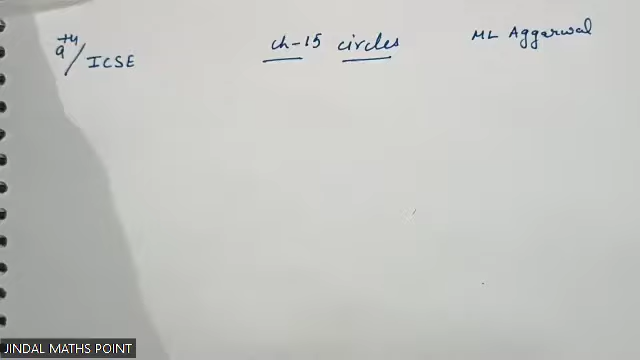 9th/ICSE
ch-15 circles
ML Aggarwal
JINDAL MATHS POINT